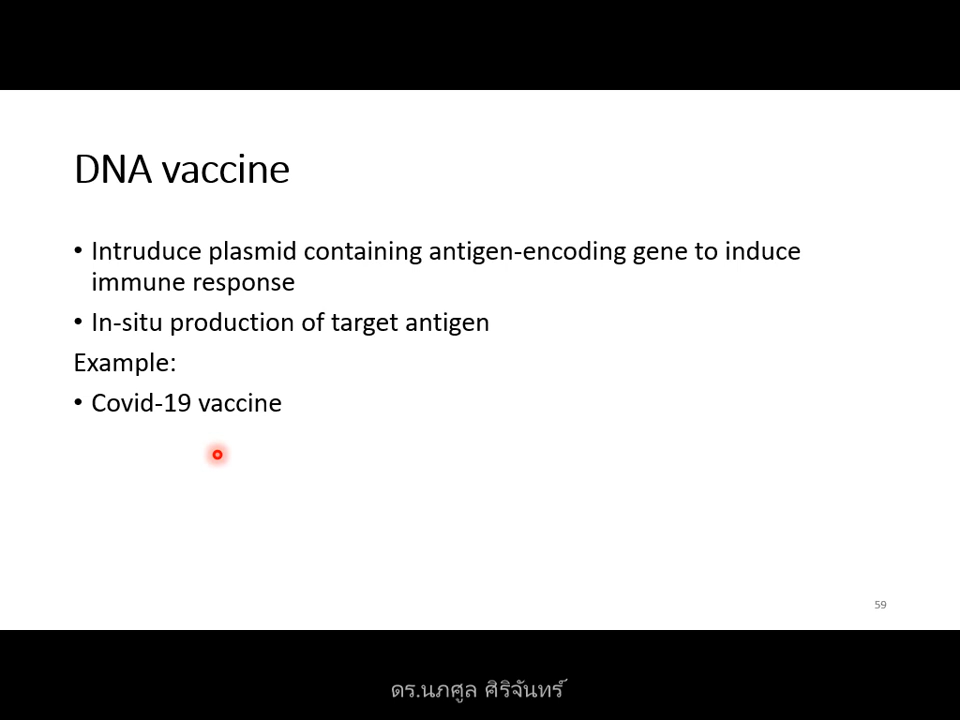 DNA vaccine
• Intruduce plasmid containing antigen-encoding gene to induce
immune response
• In-situ production of target antigen
Example:
• Covid-19 vaccine
59
ดร.นภศูล ศิริจันทร์